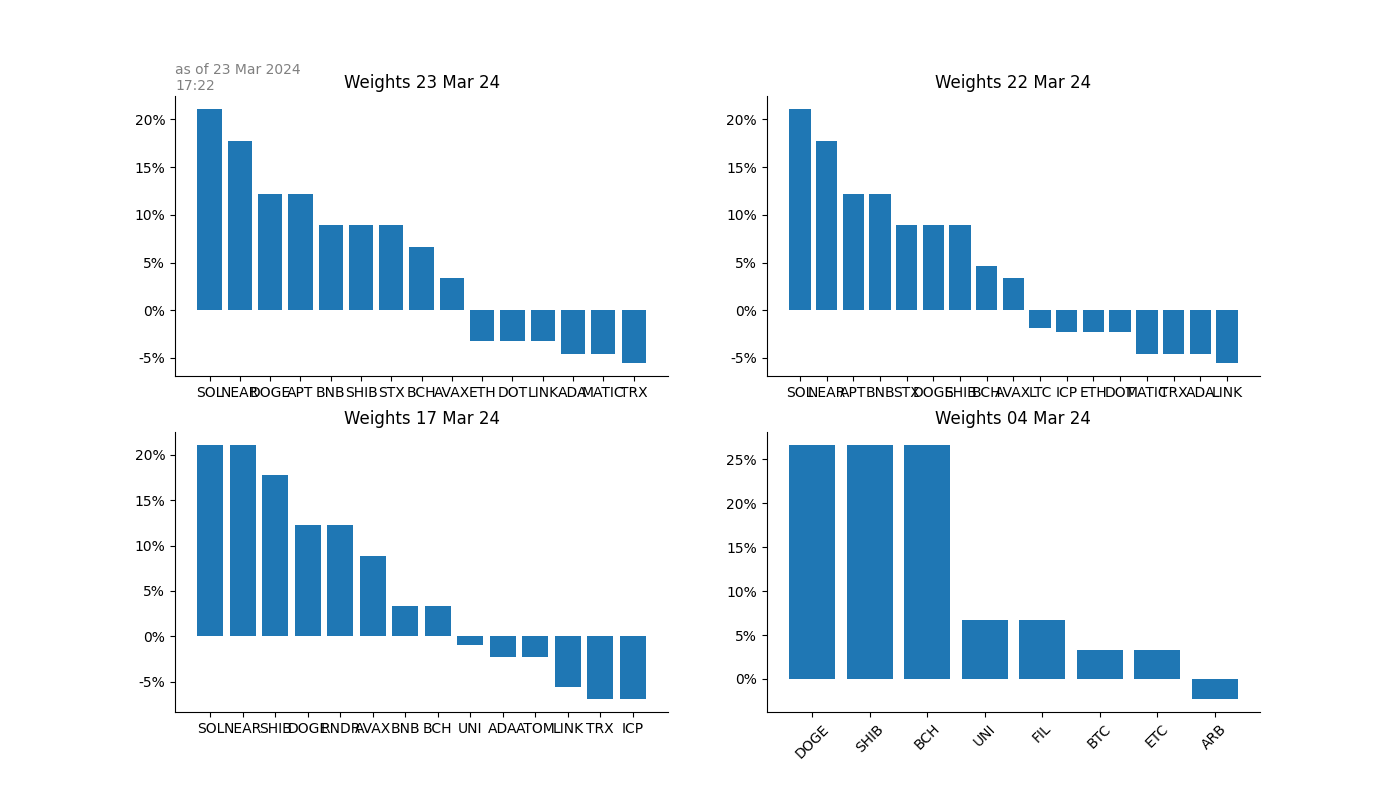 as of 23 Mar 2024
17:22
Weights 23 Mar 24
20%
15%
10%
5%
0%
-5%
SOL NEAR DOGE APT BNB SHIB STX BCH AVAX ETH DOT LINK ADA MATIC TRX
Weights 22 Mar 24
20%
15%
10%
5%
0%
-5%
SOL NEAR APT BNB STX DOGE SHIB BCH AVAX LTC ICP ETH DOT MATIC TRX ADA LINK
Weights 17 Mar 24
20%
15%
10%
5%
0%
-5%
SOL NEAR SHIB DOGE RNDR AVAX BNB BCH UNI ADA ATOM LINK TRX ICP
Weights 04 Mar 24
25%
20%
15%
10%
5%
0%
DOGE SHIB BCH UNI FIL BTC ETC ARB